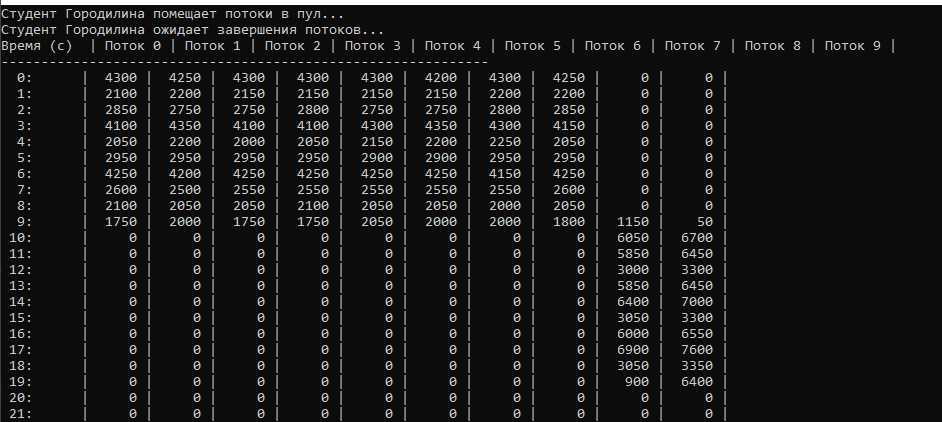 Студент Городилина помещает потоки в пул...
Студент Городилина ожидает завершения потоков...
Время (с)  | Поток 0 | Поток 1 | Поток 2 | Поток 3 | Поток 4 | Поток 5 | Поток 6 | Поток 7 | Поток 8 | Поток 9 |
-------------------------------------------------------------
0: | 4300 | 4250 | 4300 | 4300 | 4300 | 4200 | 4300 | 4250 | 0 | 0 |
1: | 2100 | 2200 | 2150 | 2150 | 2150 | 2150 | 2200 | 2200 | 0 | 0 |
2: | 2850 | 2750 | 2750 | 2800 | 2750 | 2750 | 2800 | 2850 | 0 | 0 |
3: | 4100 | 4350 | 4100 | 4100 | 4300 | 4350 | 4300 | 4150 | 0 | 0 |
4: | 2050 | 2200 | 2000 | 2050 | 2150 | 2200 | 2250 | 2050 | 0 | 0 |
5: | 2950 | 2950 | 2950 | 2950 | 2900 | 2900 | 2950 | 2950 | 0 | 0 |
6: | 4250 | 4200 | 4250 | 4250 | 4250 | 4250 | 4150 | 4250 | 0 | 0 |
7: | 2600 | 2500 | 2550 | 2550 | 2550 | 2550 | 2550 | 2600 | 0 | 0 |
8: | 2100 | 2050 | 2050 | 2100 | 2050 | 2050 | 2000 | 2050 | 0 | 0 |
9: | 1750 | 2000 | 1750 | 1750 | 2050 | 2000 | 2000 | 1800 | 1150 | 50 |
10: | 0 | 0 | 0 | 0 | 0 | 0 | 0 | 0 | 6050 | 6700 |
11: | 0 | 0 | 0 | 0 | 0 | 0 | 0 | 0 | 5850 | 6450 |
12: | 0 | 0 | 0 | 0 | 0 | 0 | 0 | 0 | 3000 | 3300 |
13: | 0 | 0 | 0 | 0 | 0 | 0 | 0 | 0 | 5850 | 6450 |
14: | 0 | 0 | 0 | 0 | 0 | 0 | 0 | 0 | 6400 | 7000 |
15: | 0 | 0 | 0 | 0 | 0 | 0 | 0 | 0 | 3050 | 3300 |
16: | 0 | 0 | 0 | 0 | 0 | 0 | 0 | 0 | 6000 | 6550 |
17: | 0 | 0 | 0 | 0 | 0 | 0 | 0 | 0 | 6900 | 7600 |
18: | 0 | 0 | 0 | 0 | 0 | 0 | 0 | 0 | 3050 | 3350 |
19: | 0 | 0 | 0 | 0 | 0 | 0 | 0 | 0 | 900 | 6400 |
20: | 0 | 0 | 0 | 0 | 0 | 0 | 0 | 0 | 0 | 0 |
21: | 0 | 0 | 0 | 0 | 0 | 0 | 0 | 0 | 0 | 0 |